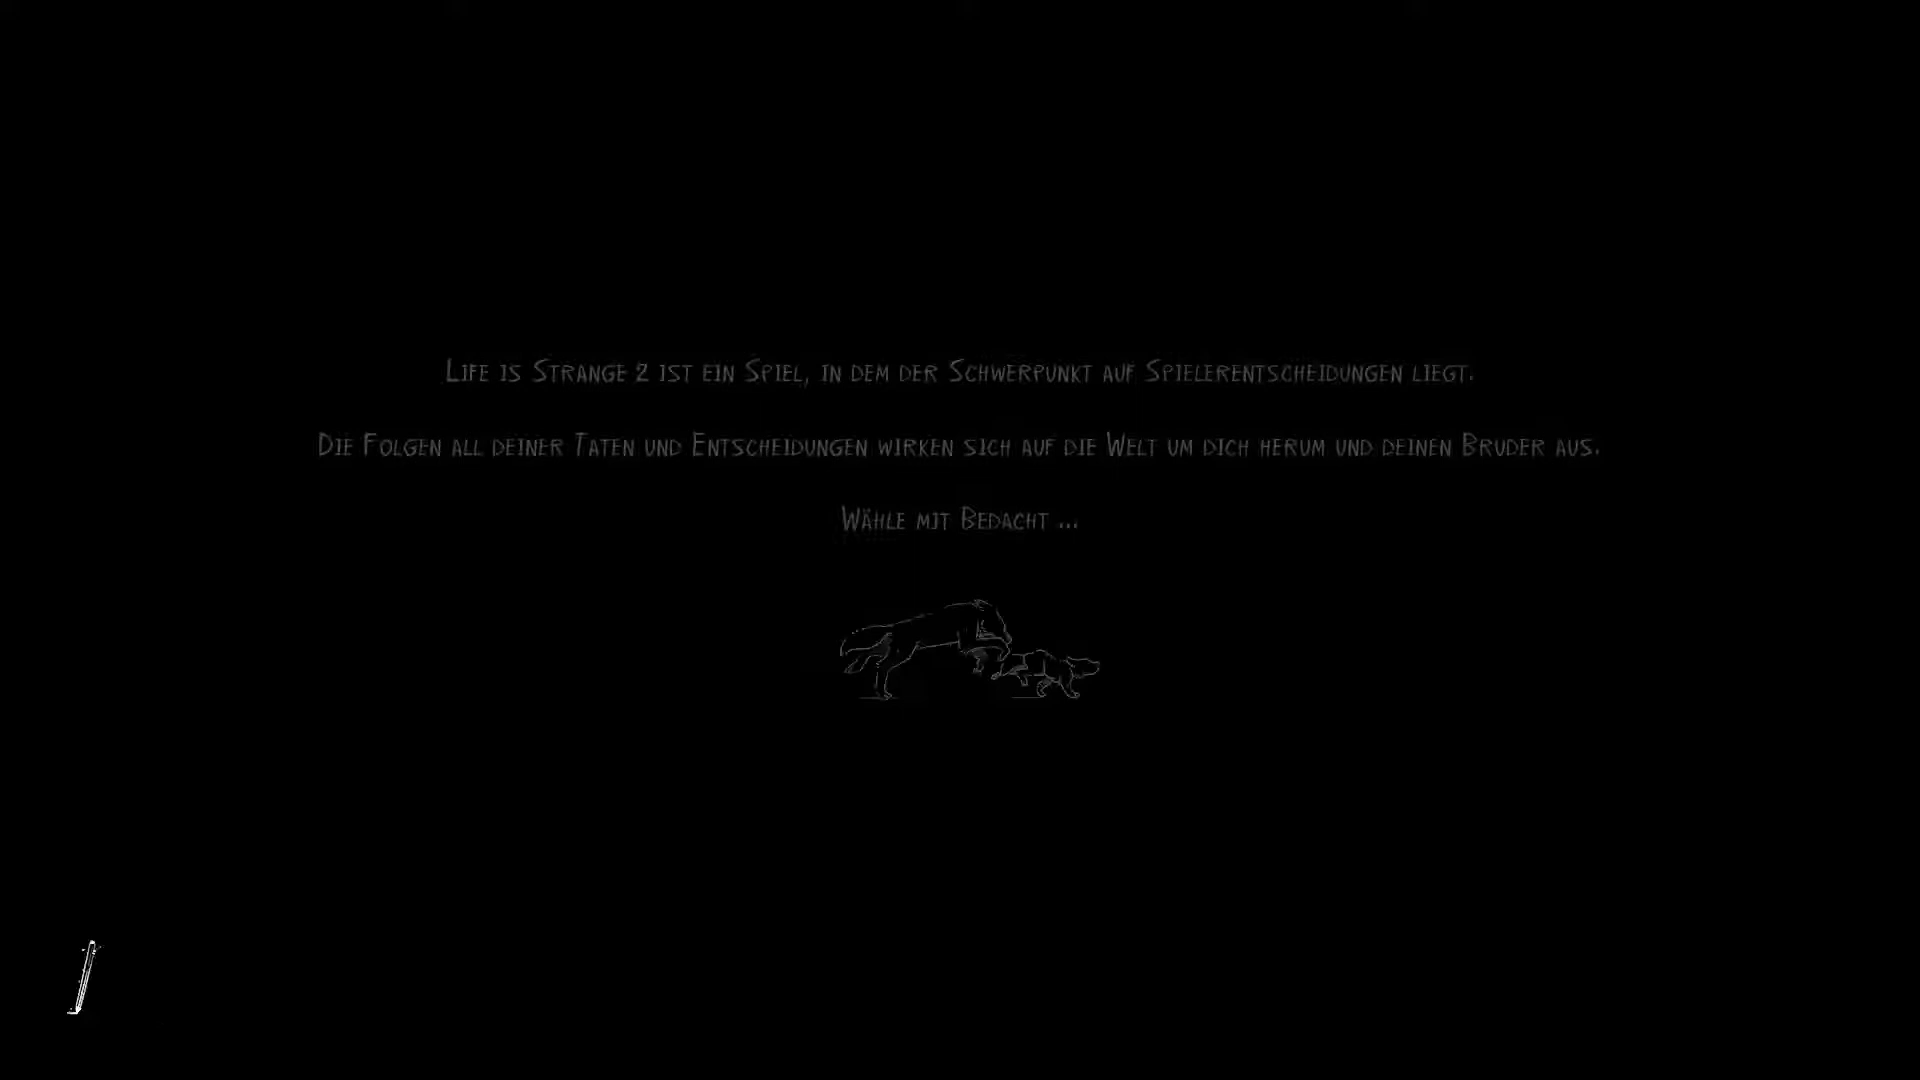 Life is Strange 2 ist ein Spiel, in dem der Schwerpunkt auf Spielerentscheidungen liegt.
Die Folgen all deiner Taten und Entscheidungen wirken sich auf die Welt um dich herum und deinen Bruder aus.
Wähle mit Bedacht ...